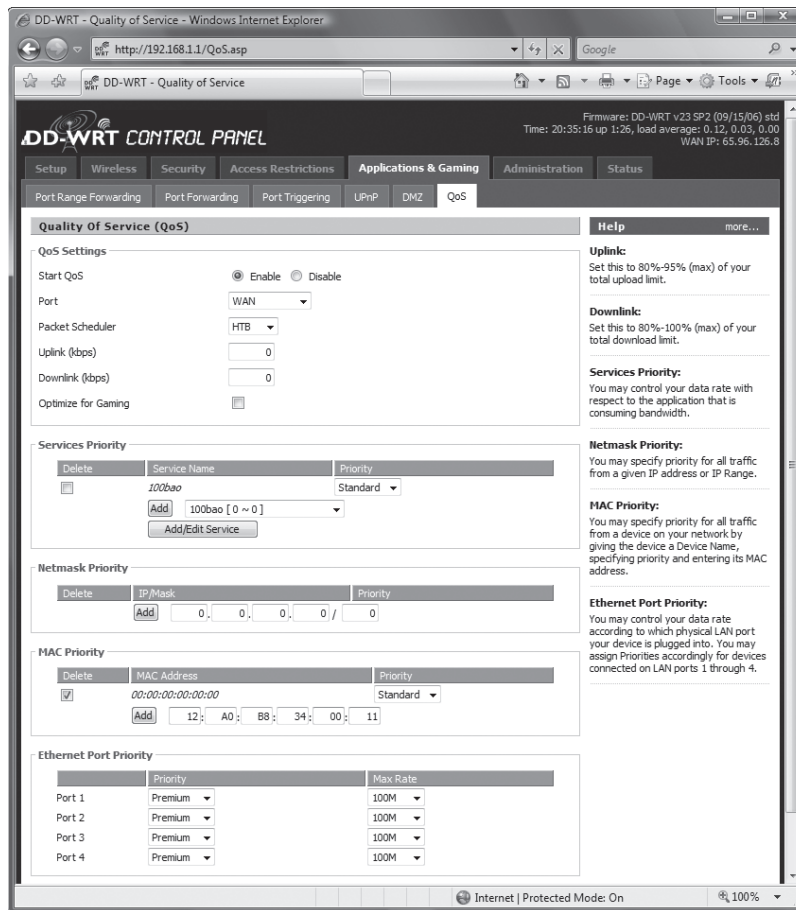 DD-WRT - Quality of Service - Windows Internet Explorer
http://192.168.1.1/QoS.asp
Google
DD-WRT - Quality of Service
Page
Tools
DD-WRT CONTROL PANEL
Firmware: DD-WRT v23 SP2 (09/15/06) std
Time: 20:35:16 up 1:26, load average: 0.12, 0.03, 0.00
WAN IP: 65.96.126.8
Setup Wireless Security Access Restrictions Applications & Gaming Administration Status
Port Range Forwarding Port Forwarding Port Triggering UPnP DMZ QoS
Quality Of Service (QoS)
QoS Settings
Start QoS Enable Disable
Port WAN
Packet Scheduler HTB
Uplink (kbps) 0
Downlink (kbps) 0
Optimize for Gaming
Services Priority
Delete Service Name Priority
100bao Standard
Add 100bao [ 0 ~ 0 ]
Add/Edit Service
Netmask Priority
Delete IP/Mask Priority
Add 0. 0. 0. 0 / 0
MAC Priority
Delete MAC Address Priority
00:00:00:00:00:00 Standard
Add 12: A0: B8: 34: 00: 11
Ethernet Port Priority
Priority Max Rate
Port 1 Premium 100M
Port 2 Premium 100M
Port 3 Premium 100M
Port 4 Premium 100M
Help more...
Uplink:
Set this to 80%-95% (max) of your
total upload limit.
Downlink:
Set this to 80%-100% (max) of your
total download limit.
Services Priority:
You may control your data rate with
respect to the application that is
consuming bandwidth.
Netmask Priority:
You may specify priority for all traffic
from a given IP address or IP Range.
MAC Priority:
You may specify priority for all traffic
from a device on your network by
giving the device a Device Name,
specifying priority and entering its MAC
address.
Ethernet Port Priority:
You may control your data rate
according to which physical LAN port
your device is plugged into. You may
assign Priorities accordingly for devices
connected on LAN ports 1 through 4.
Internet | Protected Mode: On
100%